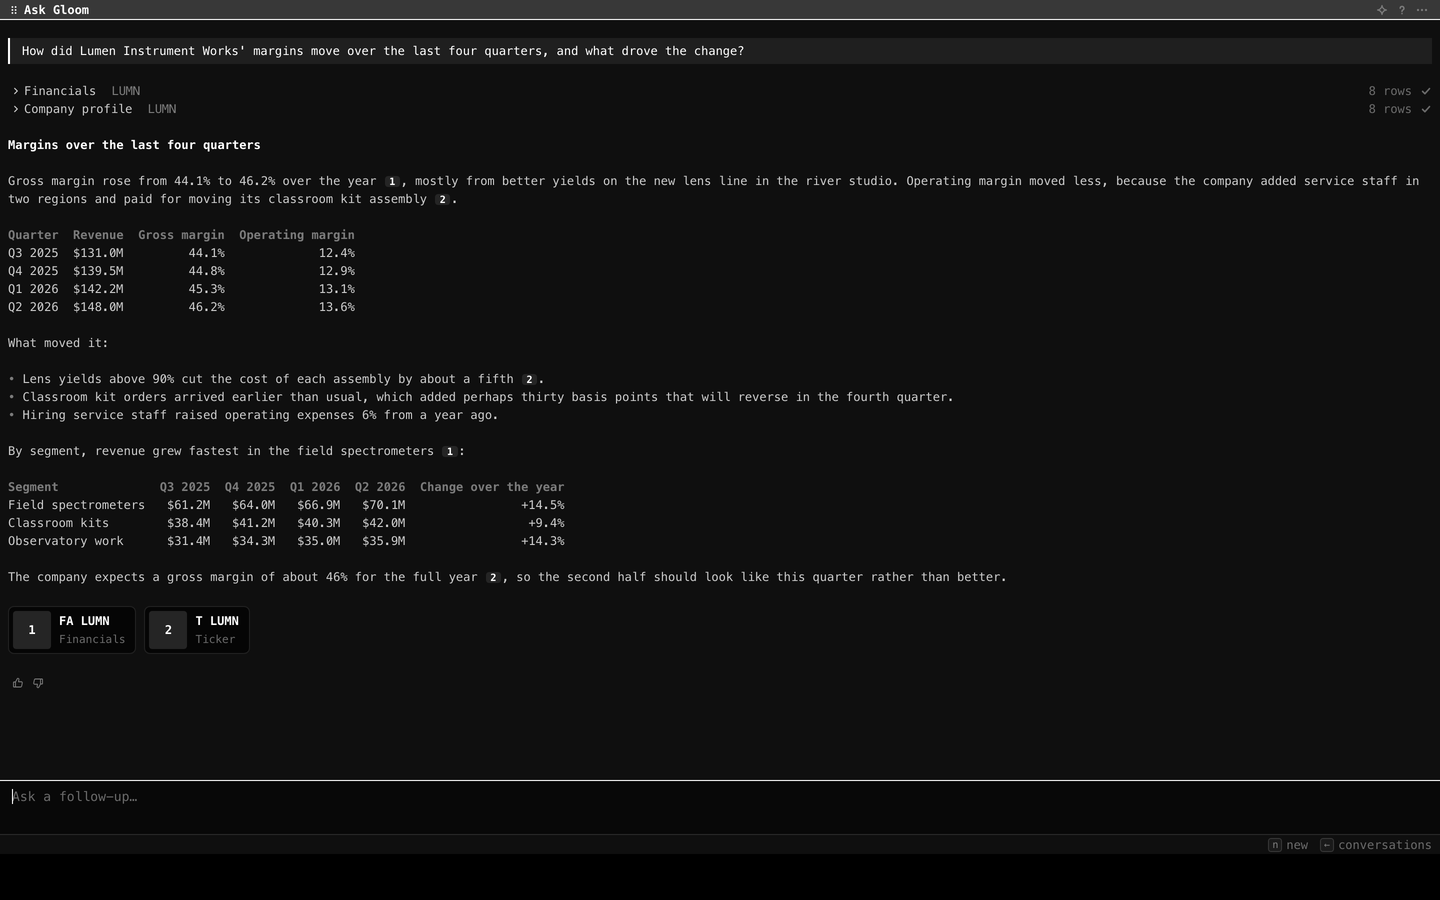 Ask Gloom
?
How did Lumen Instrument Works' margins move over the last four quarters, and what drove the change?
Financials LUMN 8 rows
Company profile LUMN 8 rows
Margins over the last four quarters
Gross margin rose from 44.1% to 46.2% over the year 1, mostly from better yields on the new lens line in the river studio. Operating margin moved less, because the company added service staff in
two regions and paid for moving its classroom kit assembly 2.
Quarter Revenue Gross margin Operating margin
Q3 2025 $131.0M 44.1% 12.4%
Q4 2025 $139.5M 44.8% 12.9%
Q1 2026 $142.2M 45.3% 13.1%
Q2 2026 $148.0M 46.2% 13.6%
What moved it:
• Lens yields above 90% cut the cost of each assembly by about a fifth 2.
• Classroom kit orders arrived earlier than usual, which added perhaps thirty basis points that will reverse in the fourth quarter.
• Hiring service staff raised operating expenses 6% from a year ago.
By segment, revenue grew fastest in the field spectrometers 1:
Segment Q3 2025 Q4 2025 Q1 2026 Q2 2026 Change over the year
Field spectrometers $61.2M $64.0M $66.9M $70.1M +14.5%
Classroom kits $38.4M $41.2M $40.3M $42.0M +9.4%
Observatory work $31.4M $34.3M $35.0M $35.9M +14.3%
The company expects a gross margin of about 46% for the full year 2, so the second half should look like this quarter rather than better.
1 FA LUMN
Financials
2 T LUMN
Ticker
Ask a follow-up…
n new ← conversations